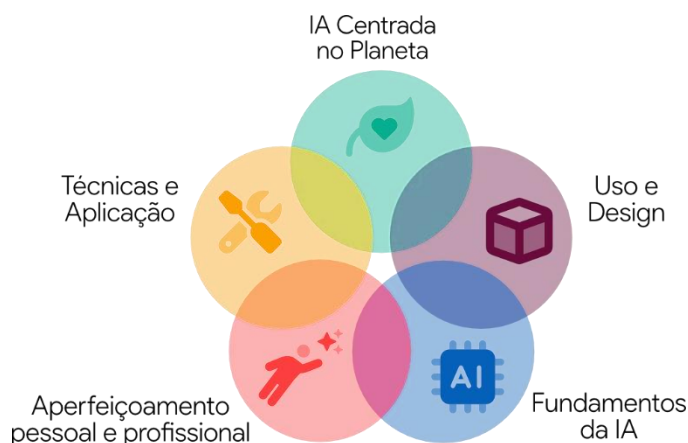 IA Centrada
no Planeta
Técnicas e
Aplicação
Uso e
Design
AI
Aperfeiçoamento
pessoal e profissional
Fundamentos
da IA